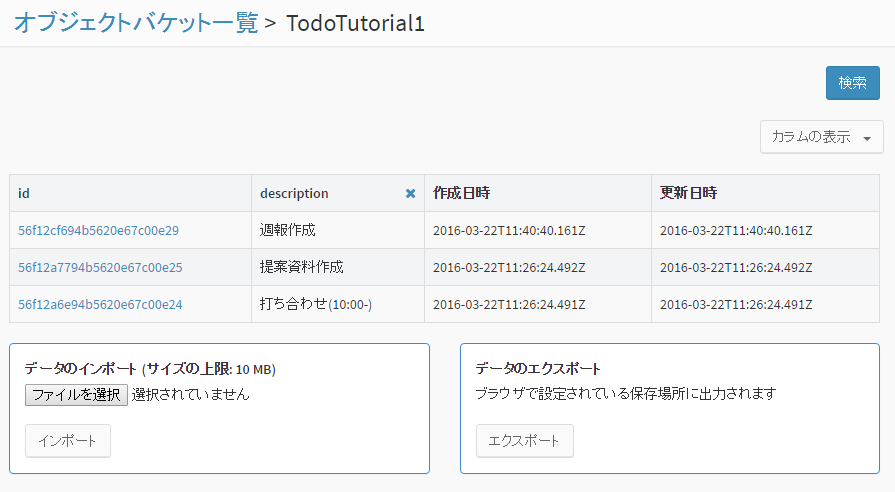 オブジェクトバケット一覧 > TodoTutorial1
検索
カラムの表示
id description 作成日時 更新日時
56f12cf694b5620e67c00e29 週報作成 2016-03-22T11:40:40.161Z 2016-03-22T11:40:40.161Z
56f12a7794b5620e67c00e25 提案資料作成 2016-03-22T11:26:24.492Z 2016-03-22T11:26:24.492Z
56f12a6e94b5620e67c00e24 打ち合わせ(10:00-) 2016-03-22T11:26:24.491Z 2016-03-22T11:26:24.491Z
データのインポート (サイズの上限: 10 MB)
ファイルを選択 選択されていません
インポート
データのエクスポート
ブラウザで設定されている保存場所に出力されます
エクスポート